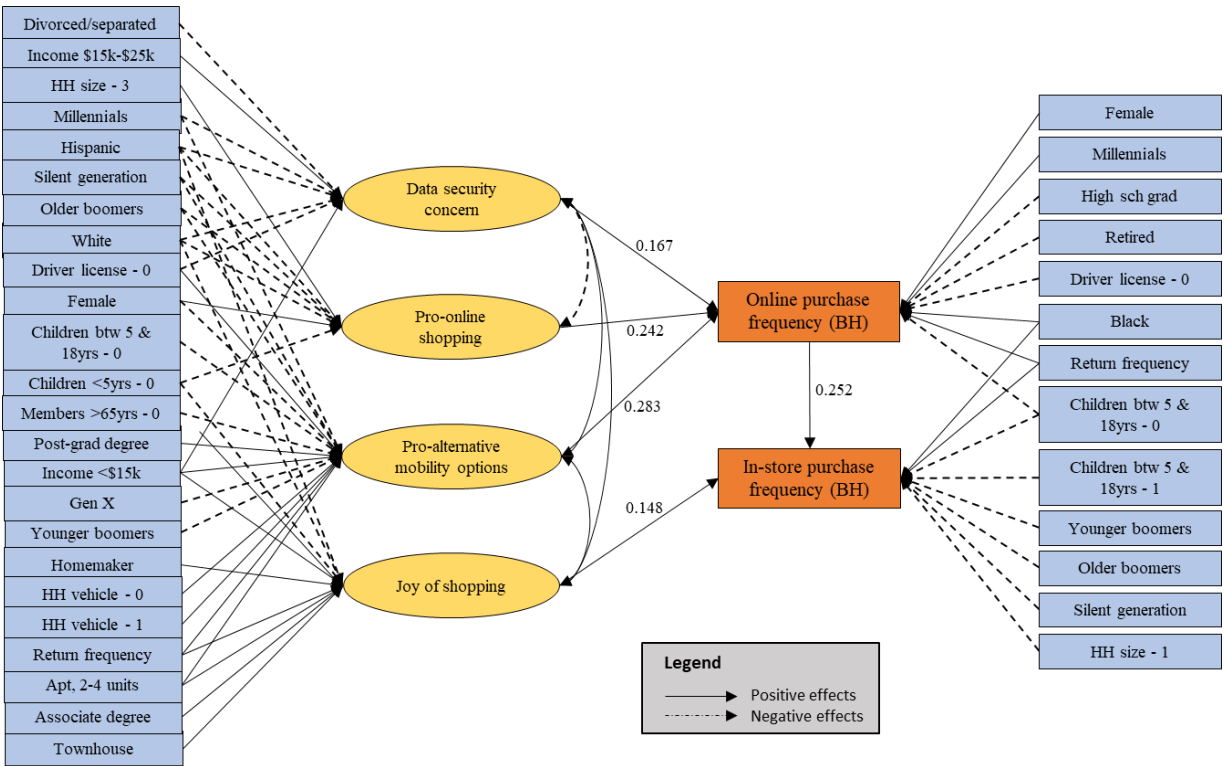 Divorced/separated
Income $15k-$25k
HH size - 3
Millennials
Hispanic
Silent generation
Older boomers
White
Driver license - 0
Female
Children btw 5 &
18yrs - 0
Children <5yrs - 0
Members >65yrs - 0
Post-grad degree
Income <$15k
Gen X
Younger boomers
Homemaker
HH vehicle - 0
HH vehicle - 1
Return frequency
Apt, 2-4 units
Associate degree
Townhouse
Data security
concern
Pro-online
shopping
Pro-alternative
mobility options
Joy of shopping
0.167
0.242
0.283
0.148
Online purchase
frequency (BH)
0.252
In-store purchase
frequency (BH)
Legend
Positive effects
Negative effects
Female
Millennials
High sch grad
Retired
Driver license - 0
Black
Return frequency
Children btw 5 &
18yrs - 0
Children btw 5 &
18yrs - 1
Younger boomers
Older boomers
Silent generation
HH size - 1